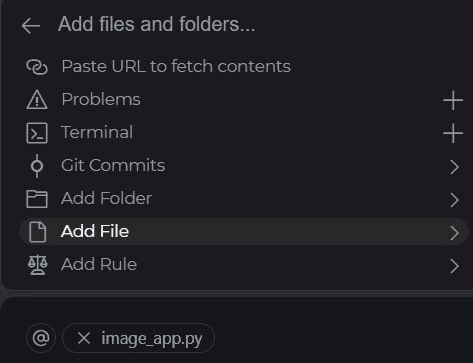 Add files and folders...
Paste URL to fetch contents
Problems
Terminal
Git Commits
Add Folder
Add File
Add Rule
@ image_app.py